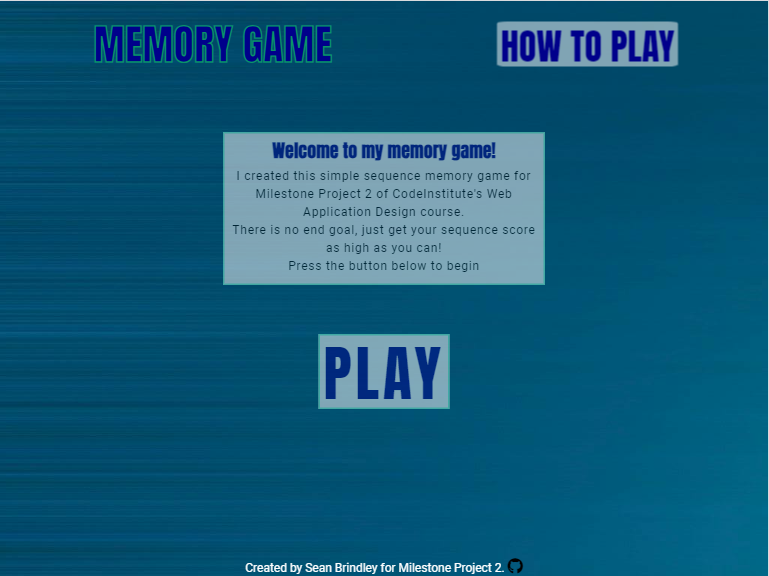 MEMORY GAME
HOW TO PLAY
Welcome to my memory game!
I created this simple sequence memory game for
Milestone Project 2 of CodeInstitute's Web
Application Design course.
There is no end goal, just get your sequence score
as high as you can!
Press the button below to begin
PLAY
Created by Sean Brindley for Milestone Project 2.